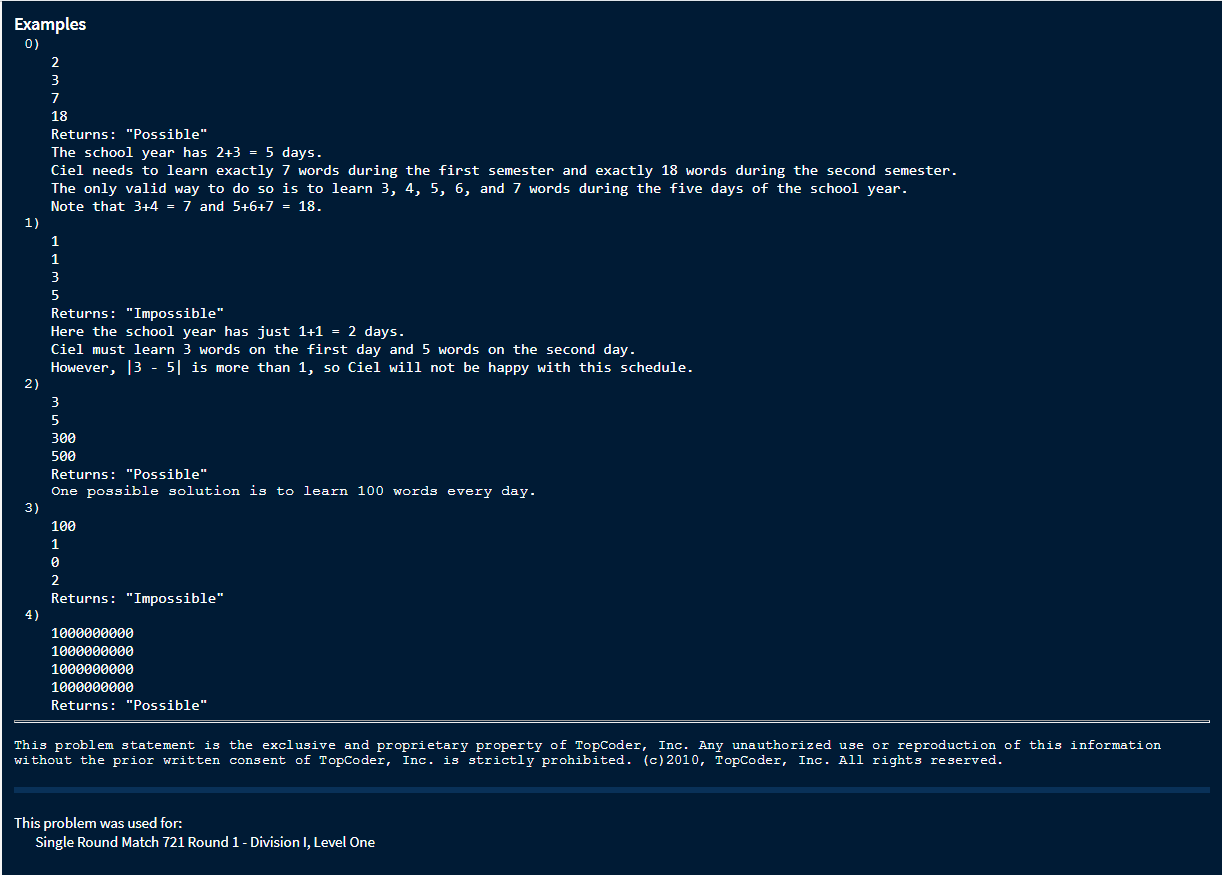 Examples
0)
2
3
7
18
Returns: "Possible"
The school year has 2+3 = 5 days.
Ciel needs to learn exactly 7 words during the first semester and exactly 18 words during the second semester.
The only valid way to do so is to learn 3, 4, 5, 6, and 7 words during the five days of the school year.
Note that 3+4 = 7 and 5+6+7 = 18.
1)
1
1
3
5
Returns: "Impossible"
Here the school year has just 1+1 = 2 days.
Ciel must learn 3 words on the first day and 5 words on the second day.
However, |3 - 5| is more than 1, so Ciel will not be happy with this schedule.
2)
3
5
300
500
Returns: "Possible"
One possible solution is to learn 100 words every day.
3)
100
1
0
2
Returns: "Impossible"
4)
1000000000
1000000000
1000000000
1000000000
Returns: "Possible"
This problem statement is the exclusive and proprietary property of TopCoder, Inc. Any unauthorized use or reproduction of this information
without the prior written consent of TopCoder, Inc. is strictly prohibited. (c)2010, TopCoder, Inc. All rights reserved.
This problem was used for:
Single Round Match 721 Round 1 - Division I, Level One